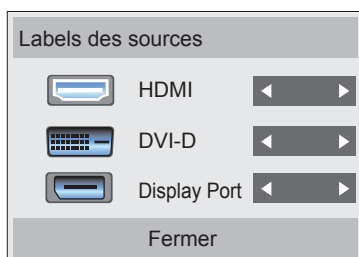 Labels des sources
HDMI
DVI-D
Display Port
Fermer